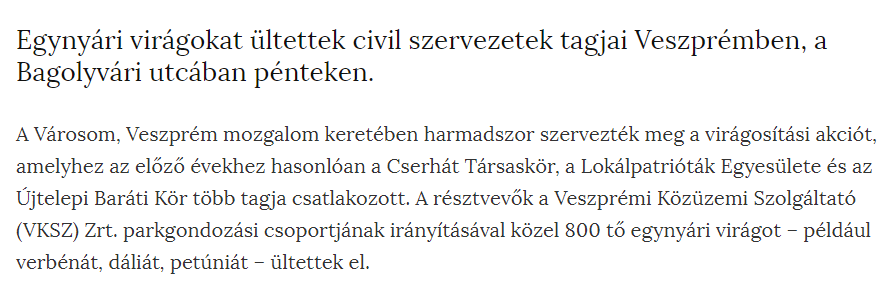 Egynyári virágokat ültettek civil szervezetek tagjai Veszprémben, a
Bagolyvári utcában pénteken.
A Városom, Veszprém mozgalom keretében harmadszor szervezték meg a virágosítási akciót,
amelyhez az előző évekhez hasonlóan a Cserhát Társaskör, a Lokálpatrióták Egyesülete és az
Újtelepi Baráti Kör több tagja csatlakozott. A résztvevők a Veszprémi Közüzemi Szolgáltató
(VKSZ) Zrt. parkgondozási csoportjának irányításával közel 800 tő egynyári virágot – például
verbénát, dáliát, petúniát – ültettek el.